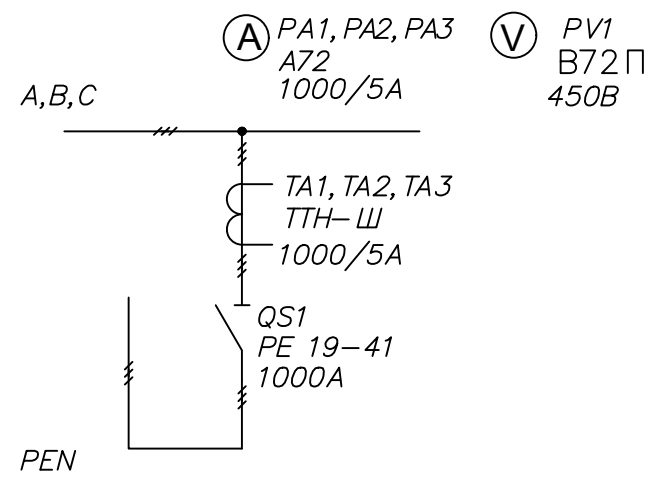 A PA1, PA2, PA3
A72
1000/5A
V PV1
В72П
450В
A,B,C
TA1, TA2, TA3
ТТН-Ш
1000/5A
QS1
РЕ 19-41
1000А
PEN